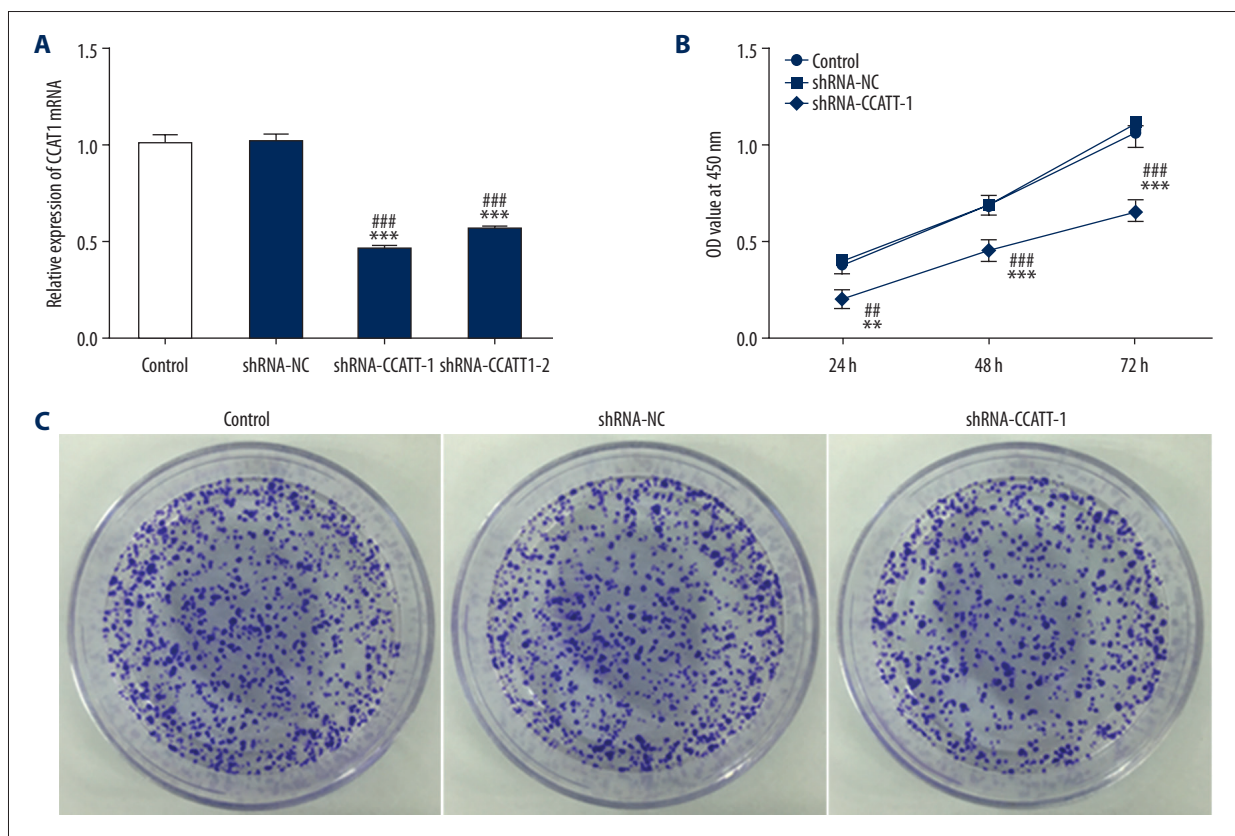 A
Relative expression of CCAT1 mRNA
1.5
1.0
0.5
0.0
###
***
###
***
Control
shRNA-NC
shRNA-CCATT-1
shRNA-CCATT1-2
B
OD value at 450 nm
1.5
1.0
0.5
0.0
Control
shRNA-NC
shRNA-CCATT-1
##
**
###
***
###
***
24 h
48 h
72 h
C
Control
shRNA-NC
shRNA-CCATT-1